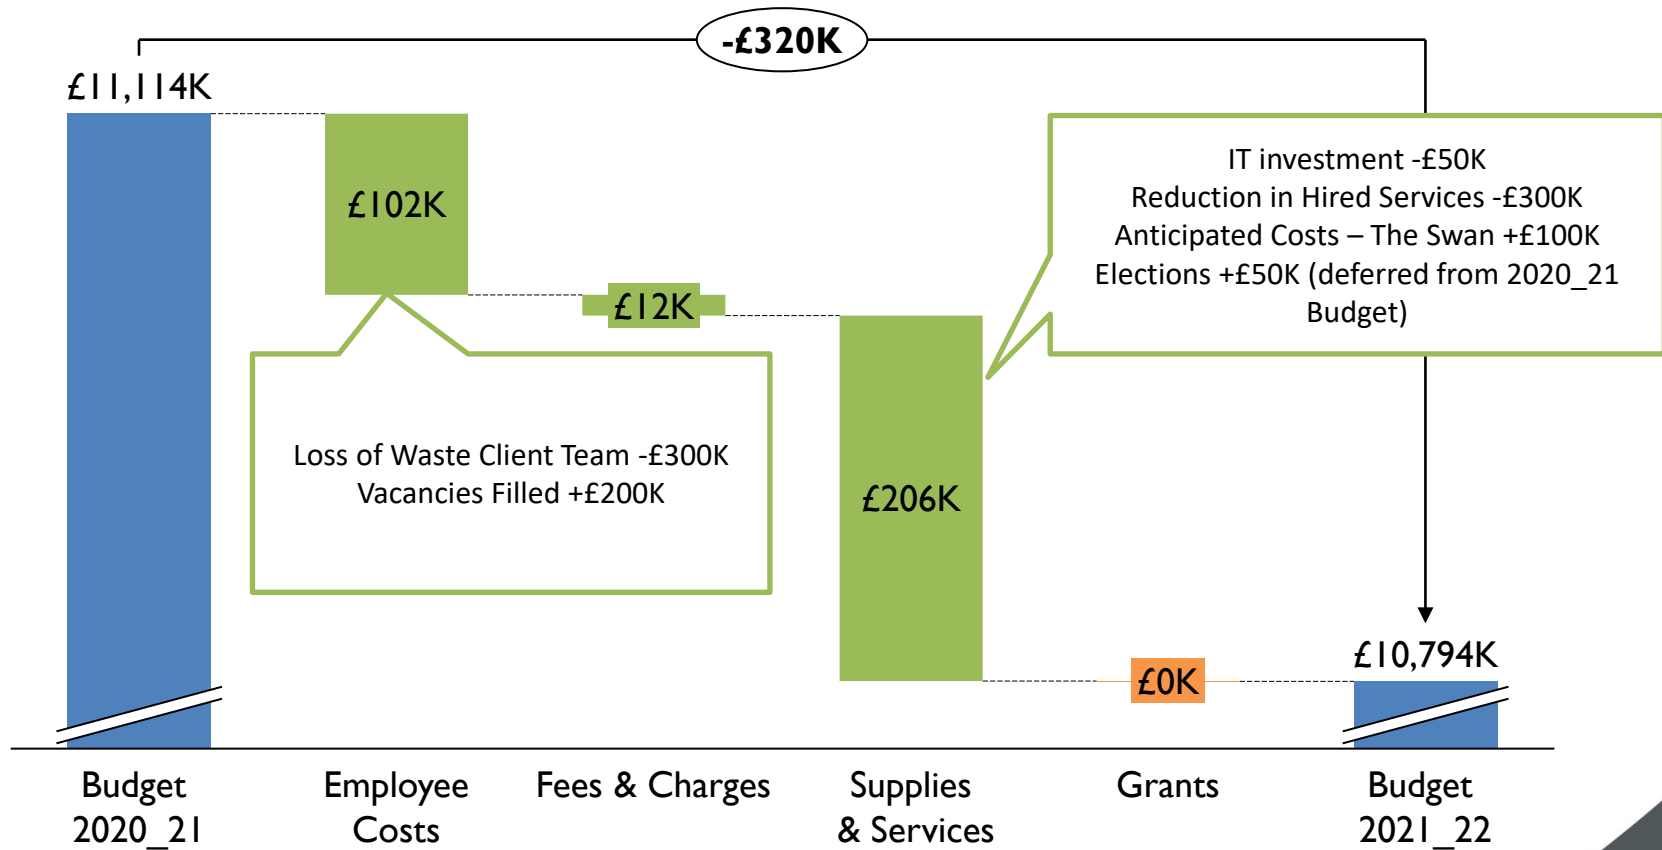 -£320K
£11,114K
£102K
£12K
£206K
£0K
£10,794K
IT investment -£50K
Reduction in Hired Services -£300K
Anticipated Costs – The Swan +£100K
Elections +£50K (deferred from 2020_21
Budget)
Loss of Waste Client Team -£300K
Vacancies Filled +£200K
Budget
2020_21
Employee
Costs
Fees & Charges
Supplies
& Services
Grants
Budget
2021_22